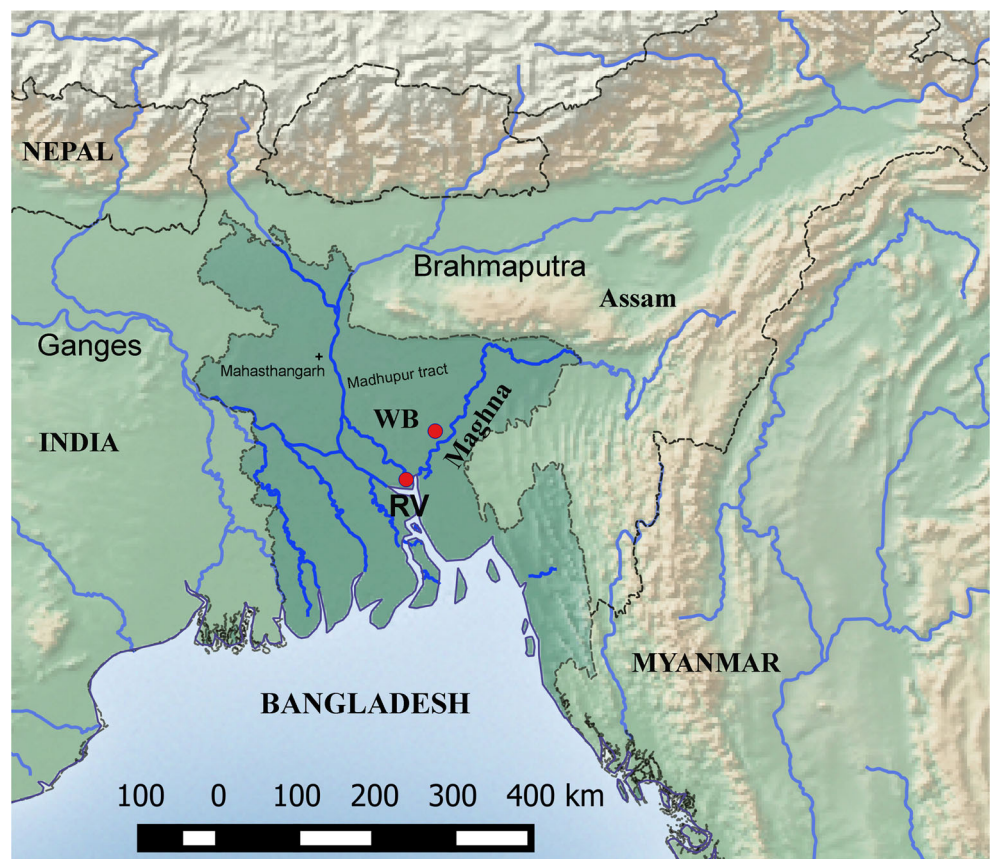 NEPAL
Brahmaputra
Assam
Ganges
Mahasthangarh
Madhupur tract
INDIA
WB
Maghna
RV
MYANMAR
BANGLADESH
100 0 100 200 300 400 km